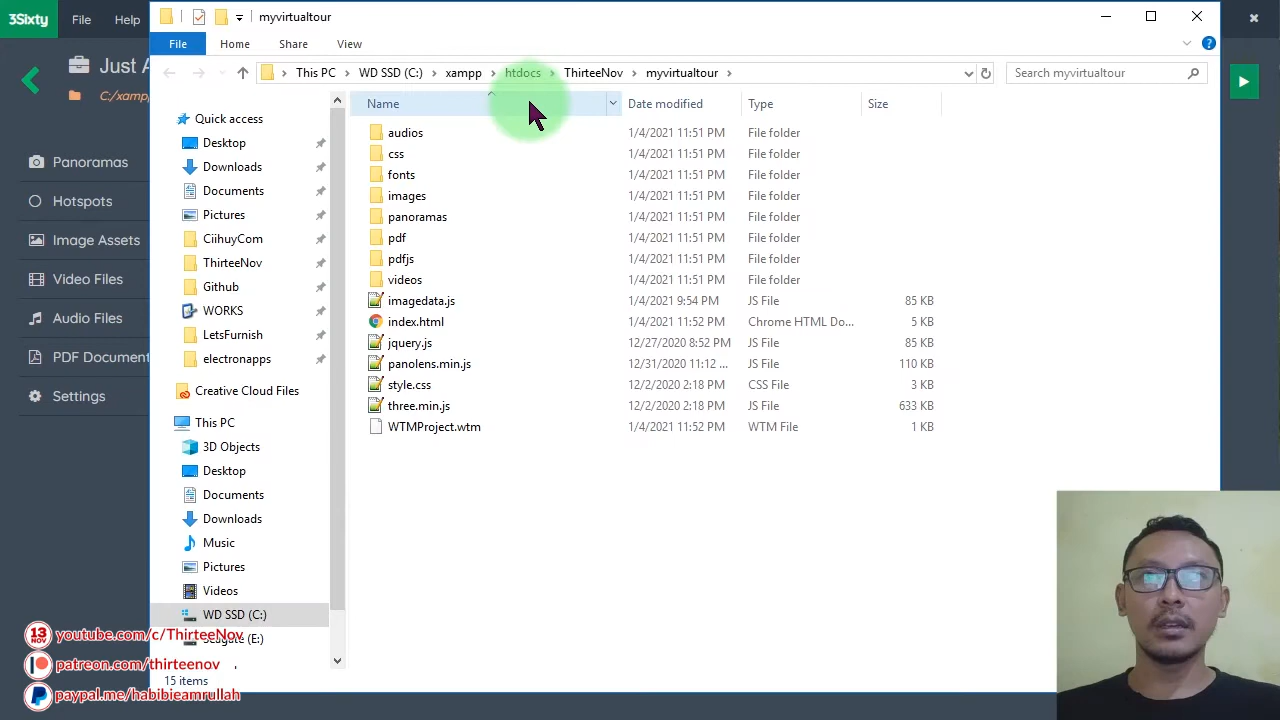 3Sixty File Help
myvirtualtour
File Home Share View
Just A
C:/xamp
This PC WD SSD (C:) xampp htdocs ThirteeNov myvirtualtour
Search myvirtualtour
Name Date modified Type Size
Panoramas
Hotspots
Image Assets
Video Files
Audio Files
PDF Document
Settings
Quick access
Desktop
Downloads
Documents
Pictures
CiihuyCom
ThirteeNov
Github
WORKS
LetsFurnish
electronapps
Creative Cloud Files
This PC
3D Objects
Desktop
Documents
Downloads
Music
Pictures
Videos
WD SSD (C:)
Seagate (E:)
audios 1/4/2021 11:51 PM File folder
css 1/4/2021 11:51 PM File folder
fonts 1/4/2021 11:51 PM File folder
images 1/4/2021 11:51 PM File folder
panoramas 1/4/2021 11:51 PM File folder
pdf 1/4/2021 11:51 PM File folder
pdfjs 1/4/2021 11:51 PM File folder
videos 1/4/2021 11:51 PM File folder
imagedata.js 1/4/2021 9:54 PM JS File 85 KB
index.html 1/4/2021 11:52 PM Chrome HTML Do... 5 KB
jquery.js 12/27/2020 8:52 PM JS File 85 KB
panolens.min.js 12/31/2020 11:12 ... JS File 110 KB
style.css 12/2/2020 2:18 PM CSS File 3 KB
three.min.js 12/2/2020 2:18 PM JS File 633 KB
WTMProject.wtm 1/4/2021 11:52 PM WTM File 1 KB
15 items
13 NOV youtube.com/c/ThirteeNov
patreon.com/thirteenov
paypal.me/habibieamrullah